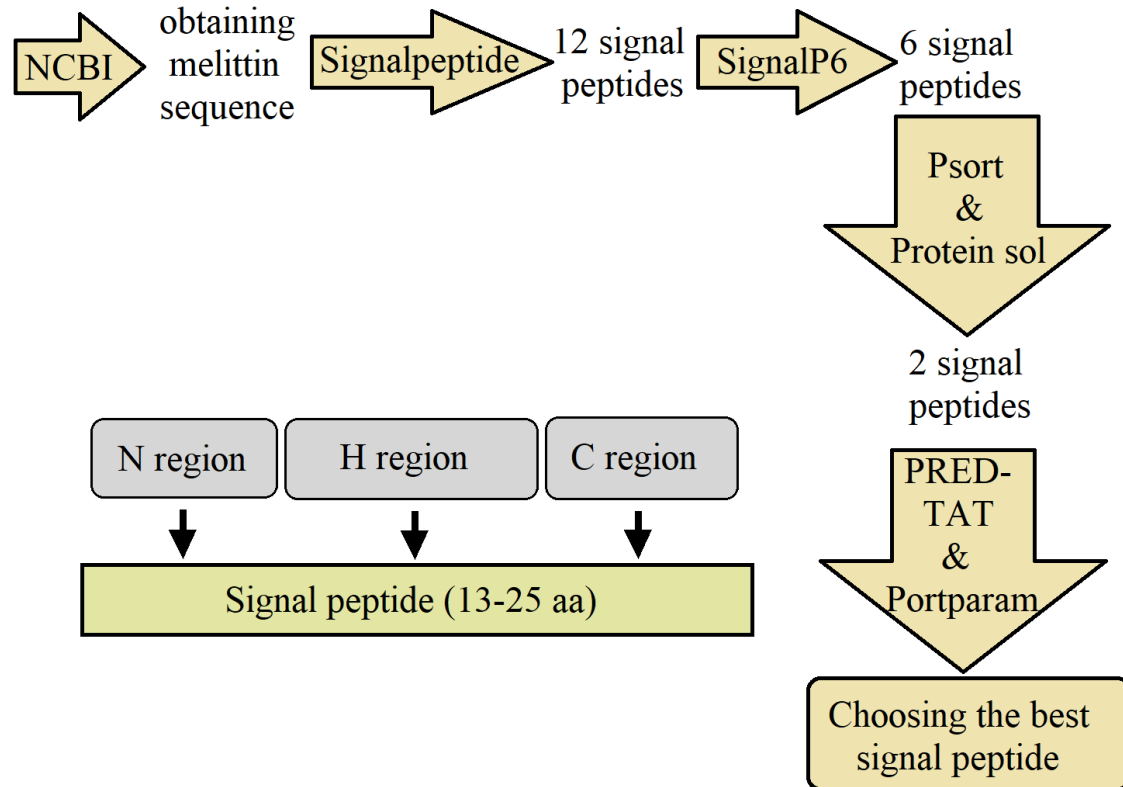 NCBI
obtaining
melittin
sequence
Signalpeptide
12 signal
peptides
SignalP6
6 signal
peptides
Psort
&
Protein sol
2 signal
peptides
PRED-
TAT
&
Portparam
Choosing the best
signal peptide
N region
H region
C region
Signal peptide (13-25 aa)